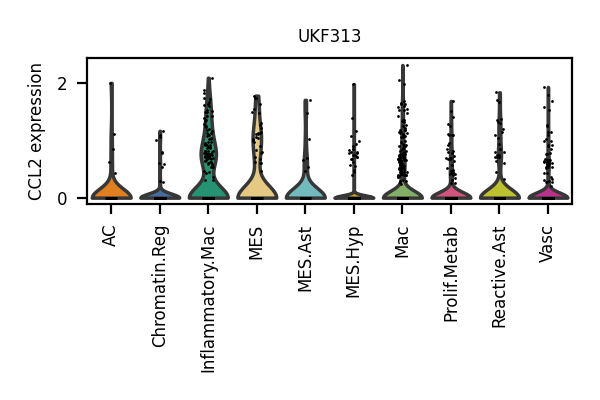 UKF313
CCL2 expression
2
0
AC
Chromatin.Reg
Inflammatory.Mac
MES
MES.Ast
MES.Hyp
Mac
Prolif.Metab
Reactive.Ast
Vasc